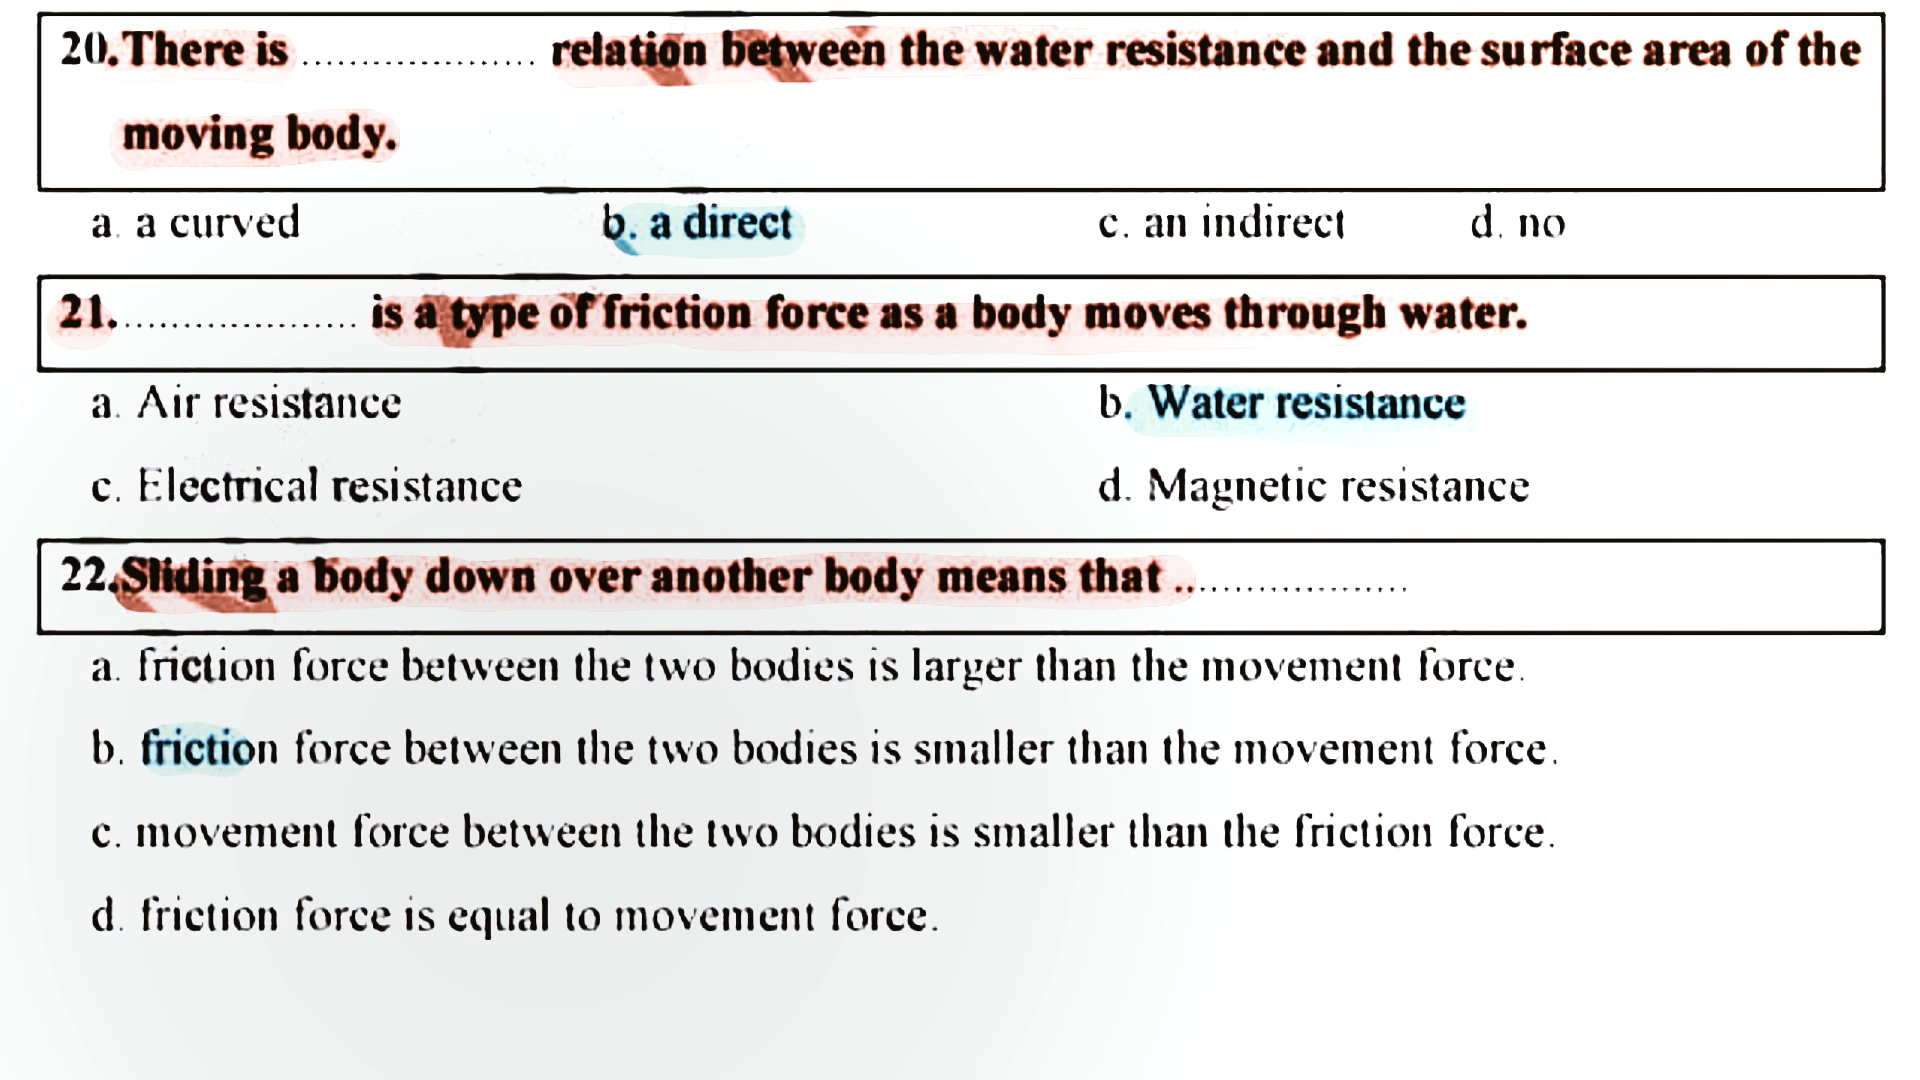 20.There is .................... relation between the water resistance and the surface area of the
moving body.
a. a curved b. a direct c. an indirect d. no
21..................... is a type of friction force as a body moves through water.
a. Air resistance b. Water resistance
c. Electrical resistance d. Magnetic resistance
22.Sliding a body down over another body means that ....................
a. friction force between the two bodies is larger than the movement force.
b. friction force between the two bodies is smaller than the movement force.
c. movement force between the two bodies is smaller than the friction force.
d. friction force is equal to movement force.